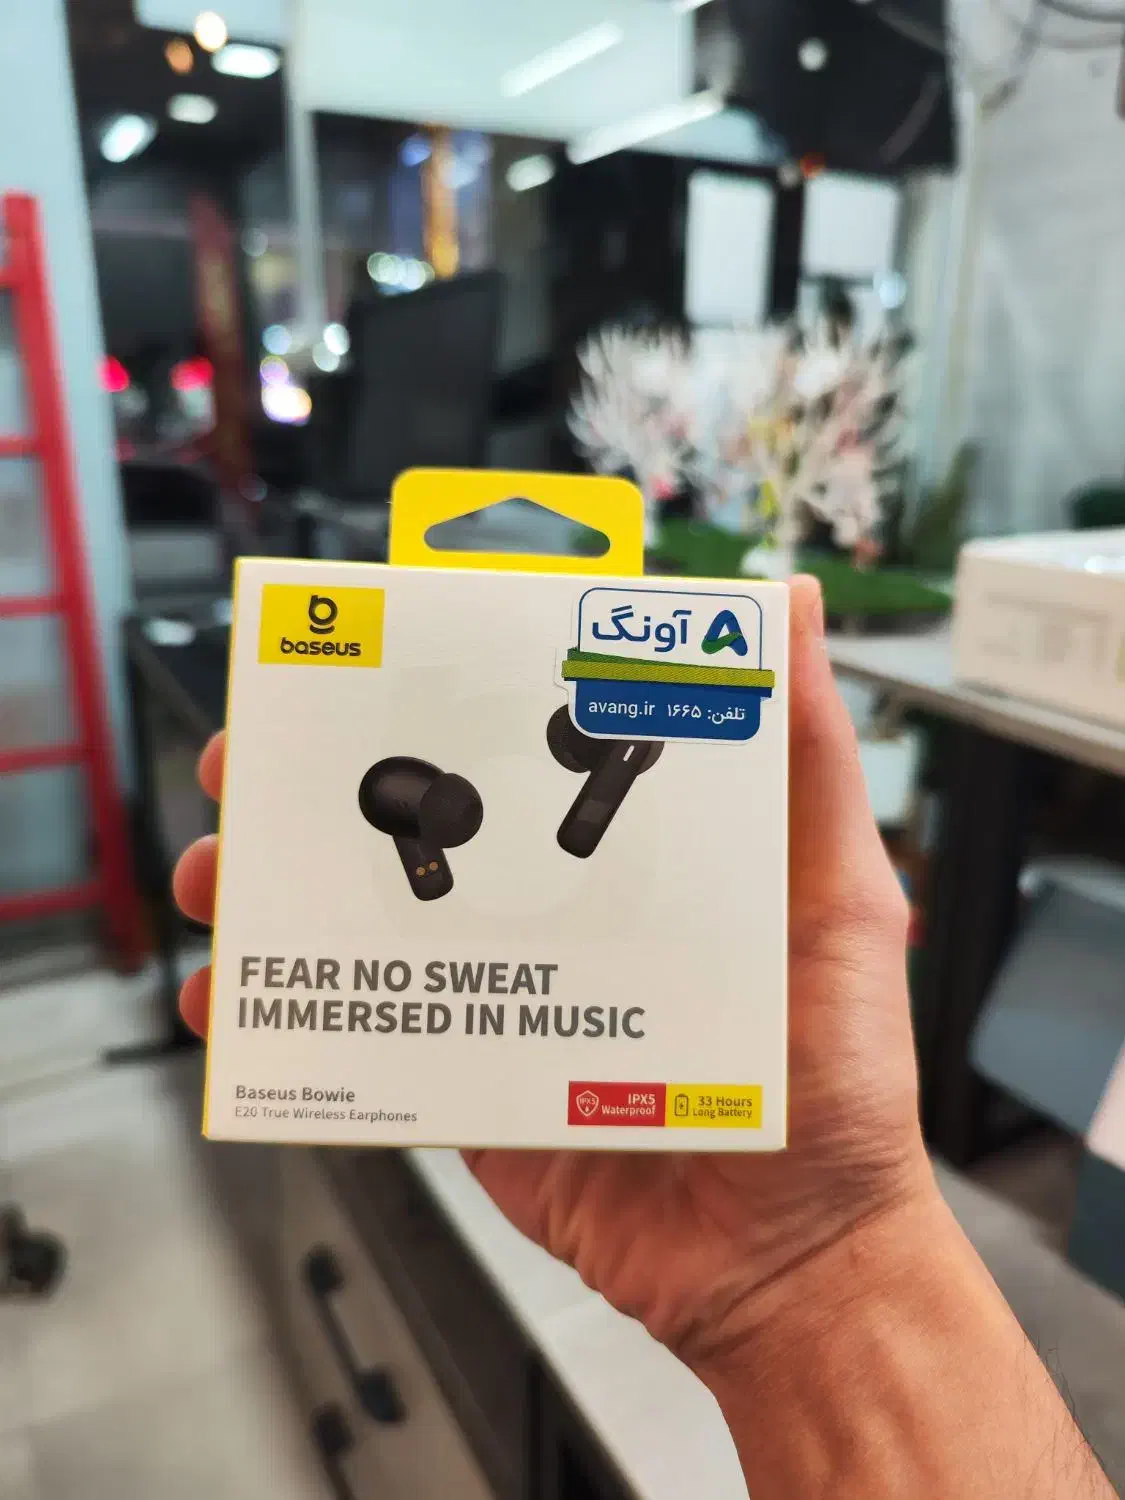 baseus
آونگ
تلفن: ۱۶۶۵ avang.ir
FEAR NO SWEAT
IMMERSED IN MUSIC
Baseus Bowie
E20 True Wireless Earphones
IPX5
IPX5
Waterproof
33 Hours
Long Battery